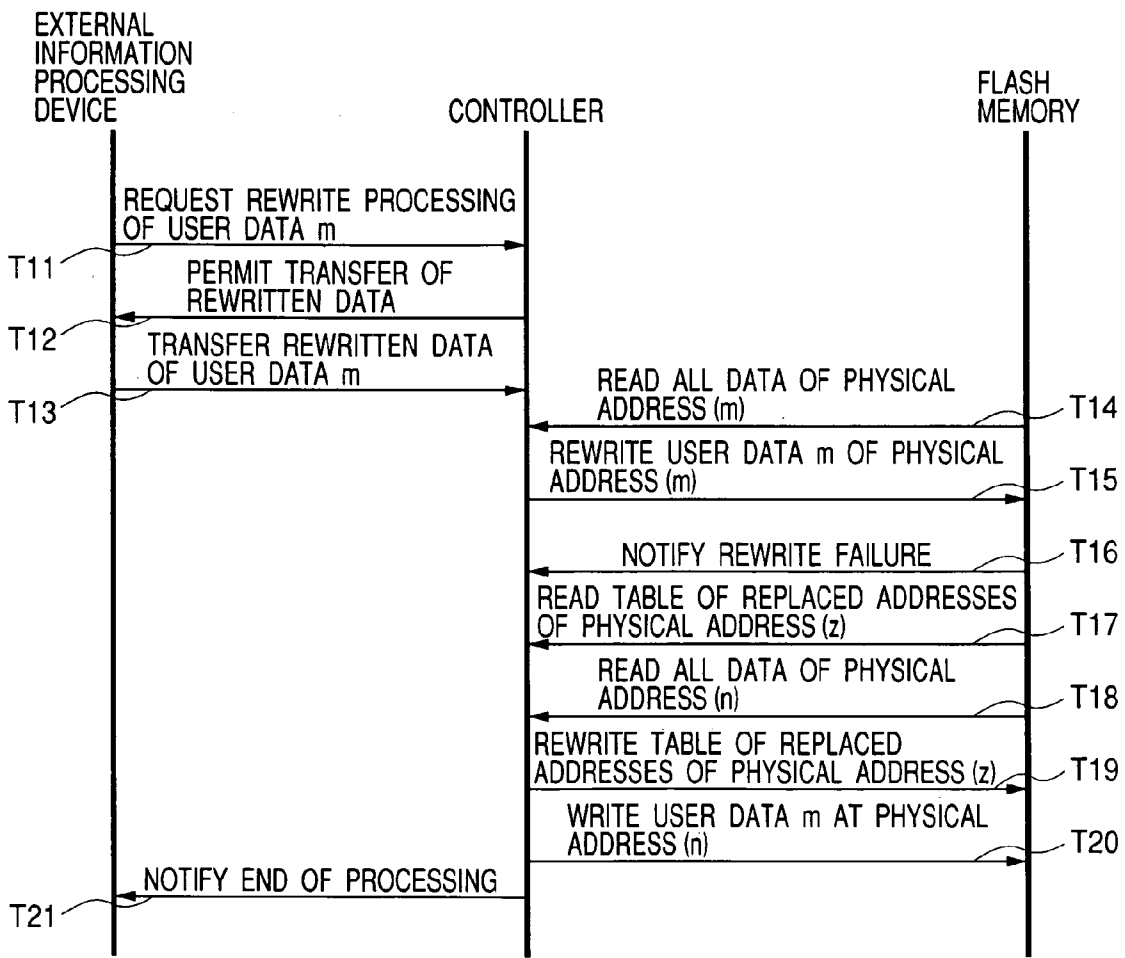 EXTERNAL
INFORMATION
PROCESSING
DEVICE
CONTROLLER
FLASH
MEMORY
REQUEST REWRITE PROCESSING
OF USER DATA m
T11
PERMIT TRANSFER OF
REWRITTEN DATA
T12
TRANSFER REWRITTEN DATA
OF USER DATA m
T13
READ ALL DATA OF PHYSICAL
ADDRESS (m)
T14
REWRITE USER DATA m OF PHYSICAL
ADDRESS (m)
T15
NOTIFY REWRITE FAILURE
T16
READ TABLE OF REPLACED ADDRESSES
OF PHYSICAL ADDRESS (z)
T17
READ ALL DATA OF PHYSICAL
ADDRESS (n)
T18
REWRITE TABLE OF REPLACED
ADDRESSES OF PHYSICAL ADDRESS (z)
T19
WRITE USER DATA m AT PHYSICAL
ADDRESS (n)
T20
NOTIFY END OF PROCESSING
T21